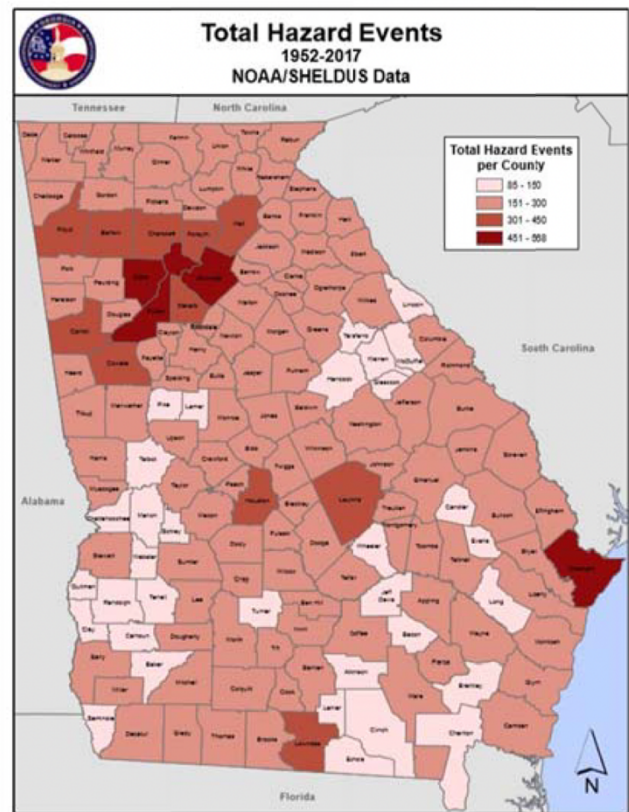 Total Hazard Events
1952-2017
NOAA/SHELDUS Data
Tennessee
North Carolina
Total Hazard Events
per County
85 - 150
151 - 300
301 - 450
451 - 568
Dade
Fannin
Towns
Rabun
Walker
Murray
Gilmer
Union
White
Habersham
Chattooga
Gordon
Pickens
Dawson
Lumpkin
Stephens
Floyd
Bartow
Cherokee
Forsyth
Hall
Banks
Franklin
Hart
Jackson
Madison
Elbert
Polk
Paulding
Cobb
Barrow
Clarke
Oconee
Oglethorpe
Wilkes
Lincoln
Haralson
Douglas
Fulton
Dekalb
Walton
Carroll
Clayton
Newton
Morgan
Greene
Taliaferro
Columbia
Heard
Coweta
Fayette
Henry
Spalding
Butts
Jasper
Putnam
Hancock
Warren
McDuffie
Glascock
Richmond
South Carolina
Troup
Meriwether
Pike
Lamar
Monroe
Jones
Baldwin
Washington
Jefferson
Burke
Upson
Harris
Talbot
Crawford
Bibb
Twiggs
Wilkinson
Johnson
Jenkins
Screven
Emanuel
Alabama
Muscogee
Taylor
Peach
Houston
Bleckley
Laurens
Treutlen
Candler
Bulloch
Effingham
Chattahoochee
Marion
Schley
Macon
Pulaski
Dodge
Montgomery
Wheeler
Toombs
Tattnall
Evans
Bryan
Chatham
Stewart
Webster
Sumter
Dooly
Wilcox
Telfair
Quitman
Randolph
Terrell
Lee
Crisp
Turner
Ben Hill
Jeff
Davis
Appling
Long
Liberty
Clay
Calhoun
Dougherty
Worth
Tift
Coffee
Bacon
Wayne
McIntosh
Early
Baker
Mitchell
Berrien
Atkinson
Pierce
Ware
Brantley
Glynn
Miller
Colquitt
Cook
Lanier
Clinch
Charlton
Camden
Seminole
Decatur
Grady
Thomas
Brooks
Lowndes
Echols
Florida
N